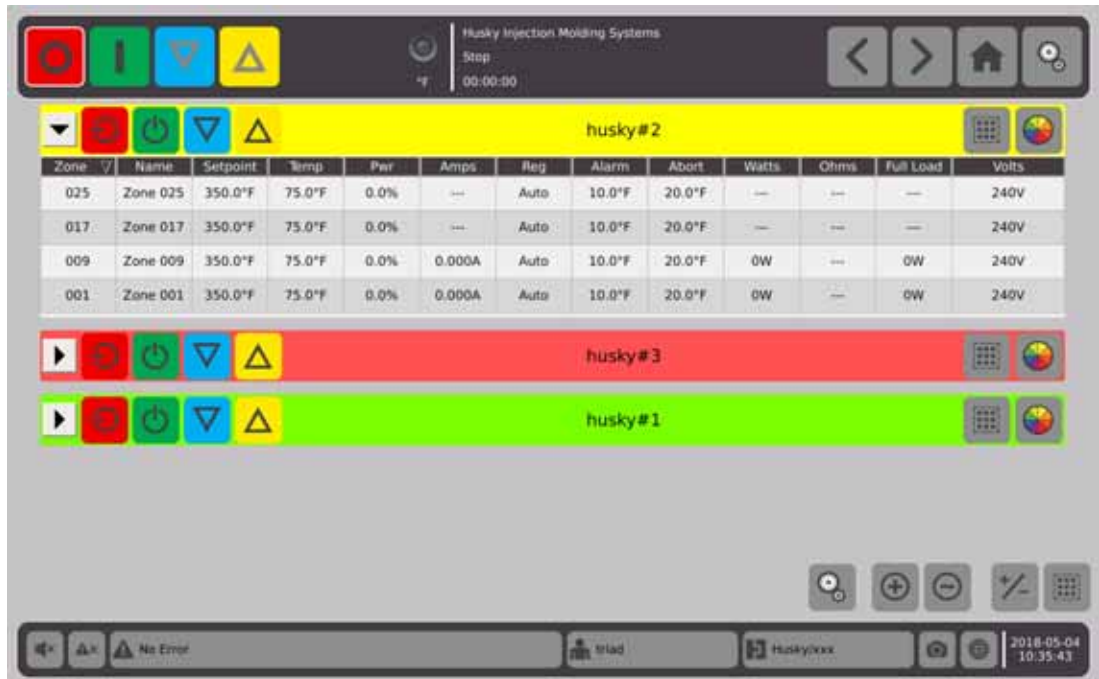 Husky Injection Molding Systems
Stop
°F 00:00:00
husky#2
Zone Name Setpoint Temp Pwr Amps Reg Alarm Abort Watts Ohms Full Load Volts
025 Zone 025 350.0°F 75.0°F 0.0% --- Auto 10.0°F 20.0°F --- --- --- 240V
017 Zone 017 350.0°F 75.0°F 0.0% --- Auto 10.0°F 20.0°F --- --- --- 240V
009 Zone 009 350.0°F 75.0°F 0.0% 0.000A Auto 10.0°F 20.0°F 0W --- 0W 240V
001 Zone 001 350.0°F 75.0°F 0.0% 0.000A Auto 10.0°F 20.0°F 0W --- 0W 240V
husky#3
husky#1
No Error triad Husky/xxx 2018-05-04
10:35:43